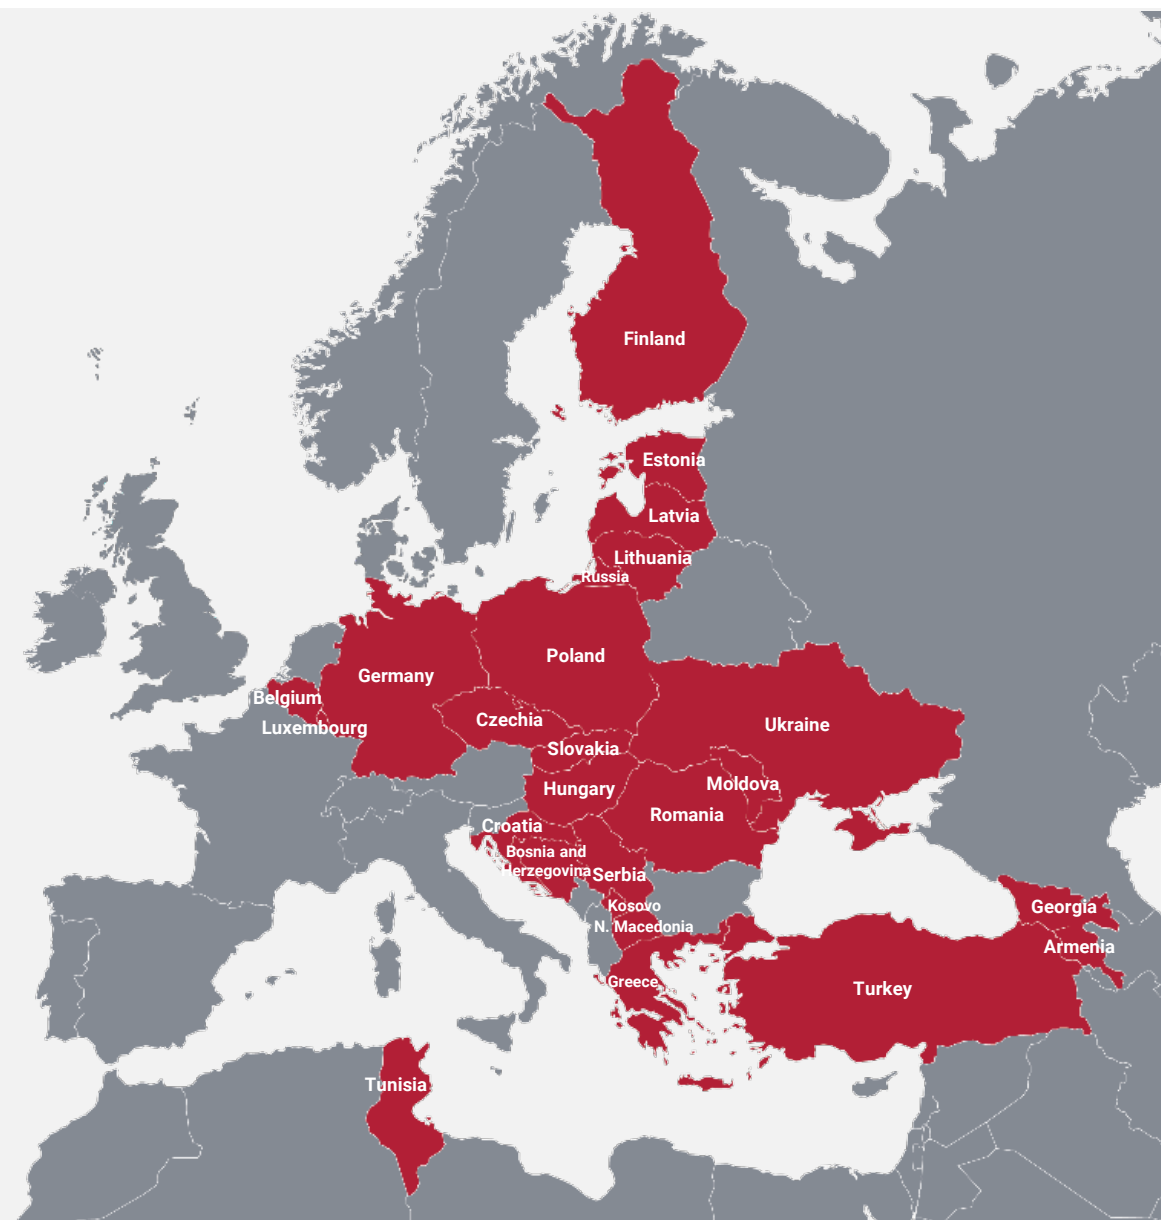 Finland
Estonia
Latvia
Lithuania
Russia
Poland
Germany
Belgium
Luxembourg
Czechia
Ukraine
Slovakia
Moldova
Hungary
Romania
Croatia
Bosnia and
Herzegovina
Serbia
Kosovo
N. Macedonia
Georgia
Armenia
Greece
Turkey
Tunisia